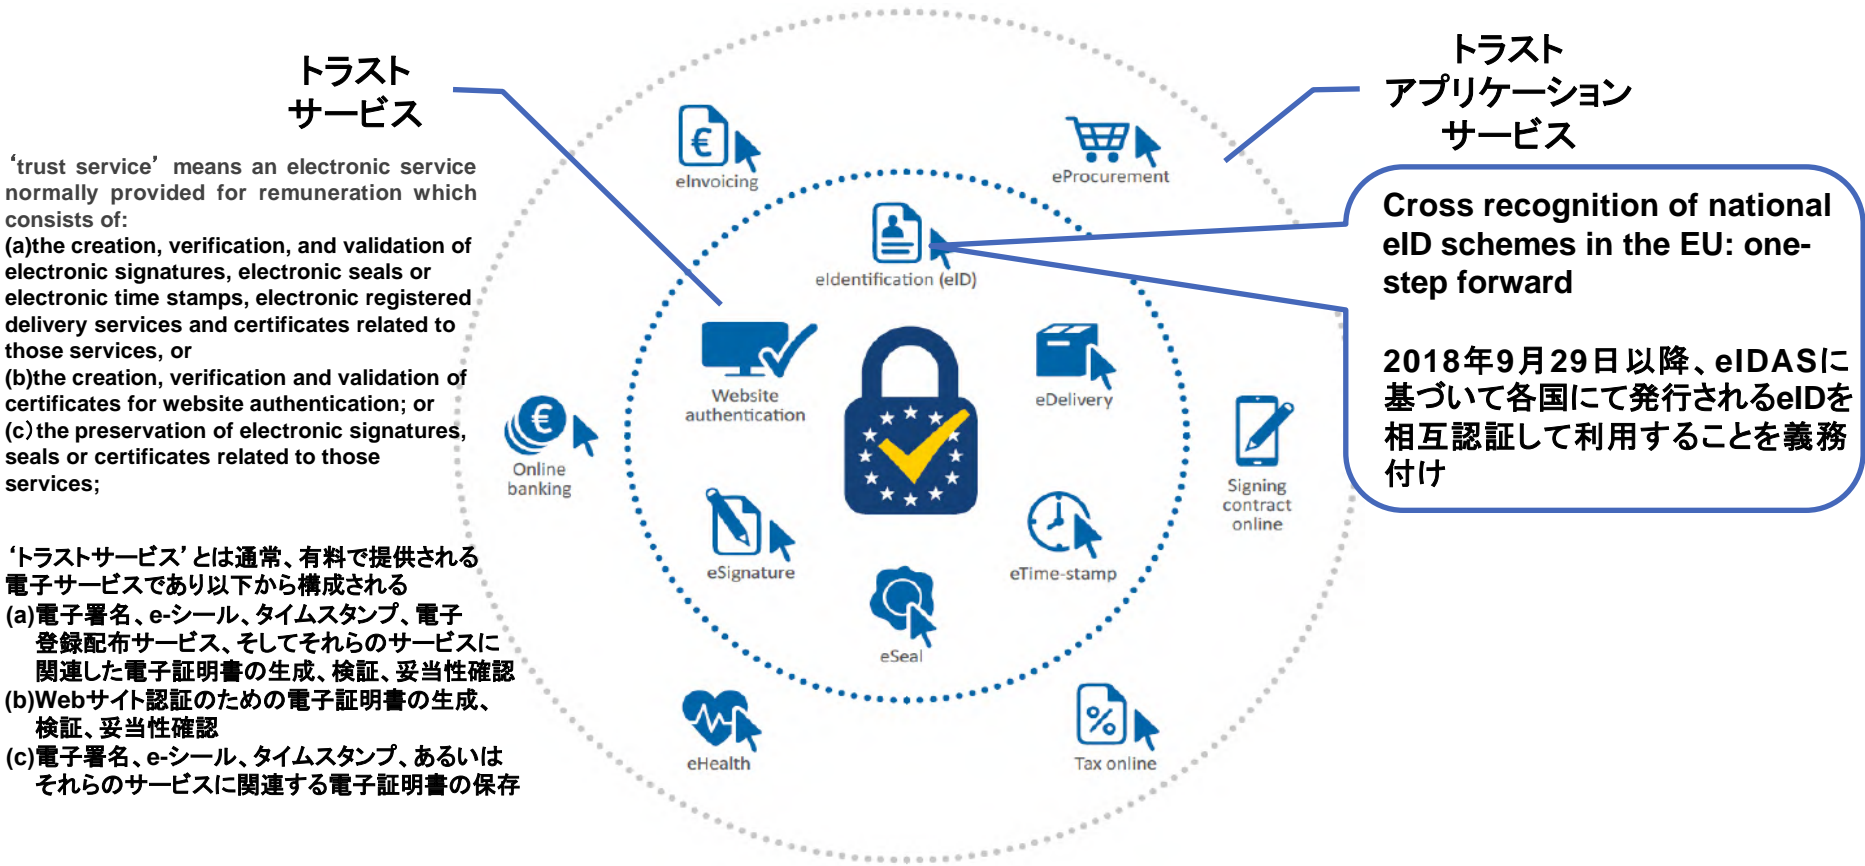 トラスト
サービス
‘trust service’ means an electronic service
normally provided for remuneration which
consists of:
(a)the creation, verification, and validation of
electronic signatures, electronic seals or
electronic time stamps, electronic registered
delivery services and certificates related to
those services, or
(b)the creation, verification and validation of
certificates for website authentication; or
(c)the preservation of electronic signatures,
seals or certificates related to those
services;
‘トラストサービス’とは通常、有料で提供される
電子サービスであり以下から構成される
(a)電子署名、e-シール、タイムスタンプ、電子
登録配布サービス、そしてそれらのサービスに
関連した電子証明書の生成、検証、妥当性確認
(b)Webサイト認証のための電子証明書の生成、
検証、妥当性確認
(c)電子署名、e-シール、タイムスタンプ、あるいは
それらのサービスに関連する電子証明書の保存
€
eInvoicing
eProcurement
eIdentification (eID)
Website
authentication
eDelivery
€
Online
banking
Signing
contract
online
eSignature
eTime-stamp
eSeal
eHealth
%
Tax online
トラスト
アプリケーション
サービス
Cross recognition of national
eID schemes in the EU: one-
step forward
2018年9月29日以降、eIDASに
基づいて各国にて発行されるeIDを
相互認証して利用することを義務
付け